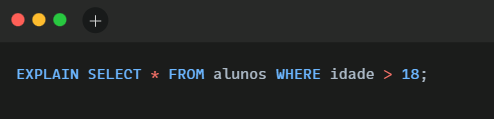 EXPLAIN SELECT * FROM alunos WHERE idade > 18;